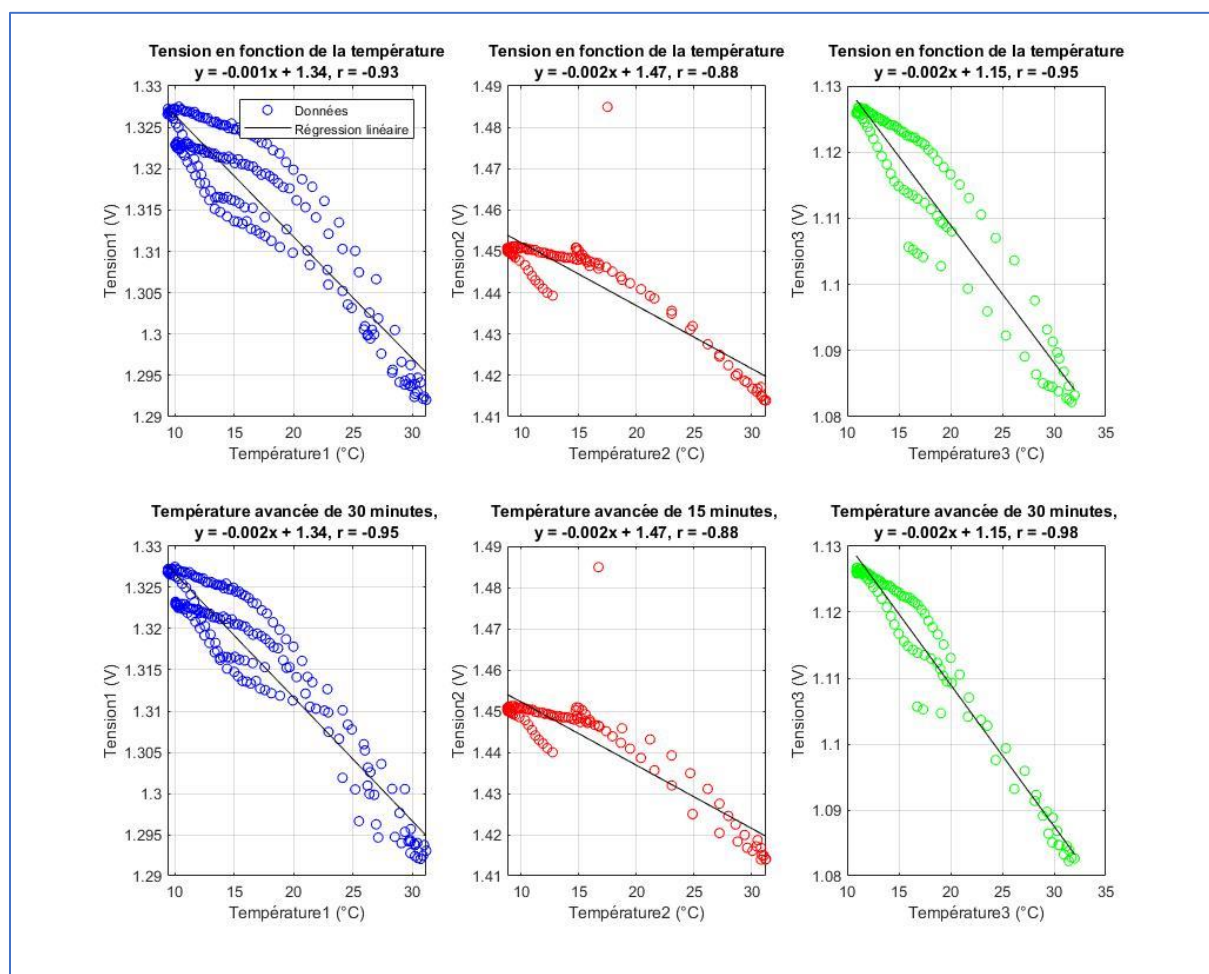 Tension en fonction de la température
y = -0.001x + 1.34, r = -0.93
1.33
1.325
1.32
1.315
1.31
1.305
1.3
1.295
1.29
Tension1 (V)
Données
Régression linéaire
10 15 20 25 30
Température1 (°C)
Tension en fonction de la température
y = -0.002x + 1.47, r = -0.88
1.49
1.48
1.47
1.46
1.45
1.44
1.43
1.42
1.41
Tension2 (V)
10 15 20 25 30
Température2 (°C)
Tension en fonction de la température
y = -0.002x + 1.15, r = -0.95
1.13
1.12
1.11
1.1
1.09
1.08
Tension3 (V)
10 15 20 25 30 35
Température3 (°C)
Température avancée de 30 minutes,
y = -0.002x + 1.34, r = -0.95
1.33
1.325
1.32
1.315
1.31
1.305
1.3
1.295
1.29
Tension1 (V)
10 15 20 25 30
Température1 (°C)
Température avancée de 15 minutes,
y = -0.002x + 1.47, r = -0.88
1.49
1.48
1.47
1.46
1.45
1.44
1.43
1.42
1.41
Tension2 (V)
10 15 20 25 30
Température2 (°C)
Température avancée de 30 minutes,
y = -0.002x + 1.15, r = -0.98
1.13
1.12
1.11
1.1
1.09
1.08
Tension3 (V)
10 15 20 25 30 35
Température3 (°C)